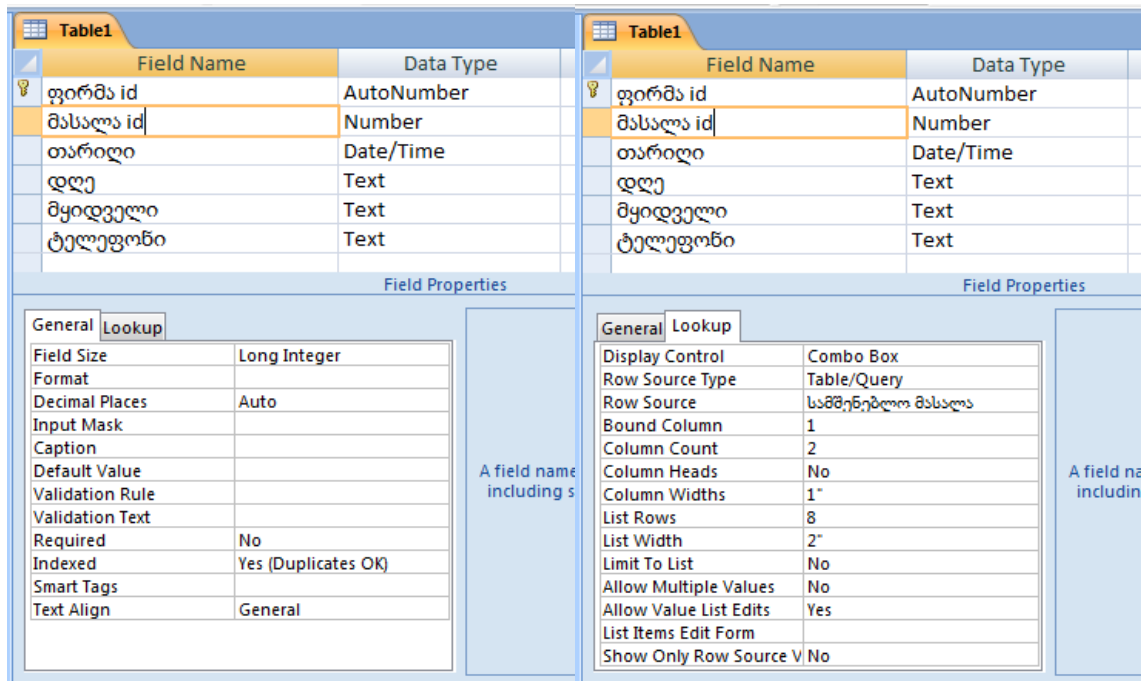 Table1
Field Name Data Type
ფირმა id AutoNumber
მასალა id Number
თარიღი Date/Time
დღე Text
მყიდველი Text
ტელეფონი Text
Field Properties
General Lookup
Field Size Long Integer
Format
Decimal Places Auto
Input Mask
Caption
Default Value
Validation Rule
Validation Text
Required No
Indexed Yes (Duplicates OK)
Smart Tags
Text Align General
A field name
including s
Table1
Field Name Data Type
ფირმა id AutoNumber
მასალა id Number
თარიღი Date/Time
დღე Text
მყიდველი Text
ტელეფონი Text
Field Properties
General Lookup
Display Control Combo Box
Row Source Type Table/Query
Row Source სამშენებლო მასალა
Bound Column 1
Column Count 2
Column Heads No
Column Widths 1"
List Rows 8
List Width 2"
Limit To List No
Allow Multiple Values No
Allow Value List Edits Yes
List Items Edit Form
Show Only Row Source V No
A field na
includin